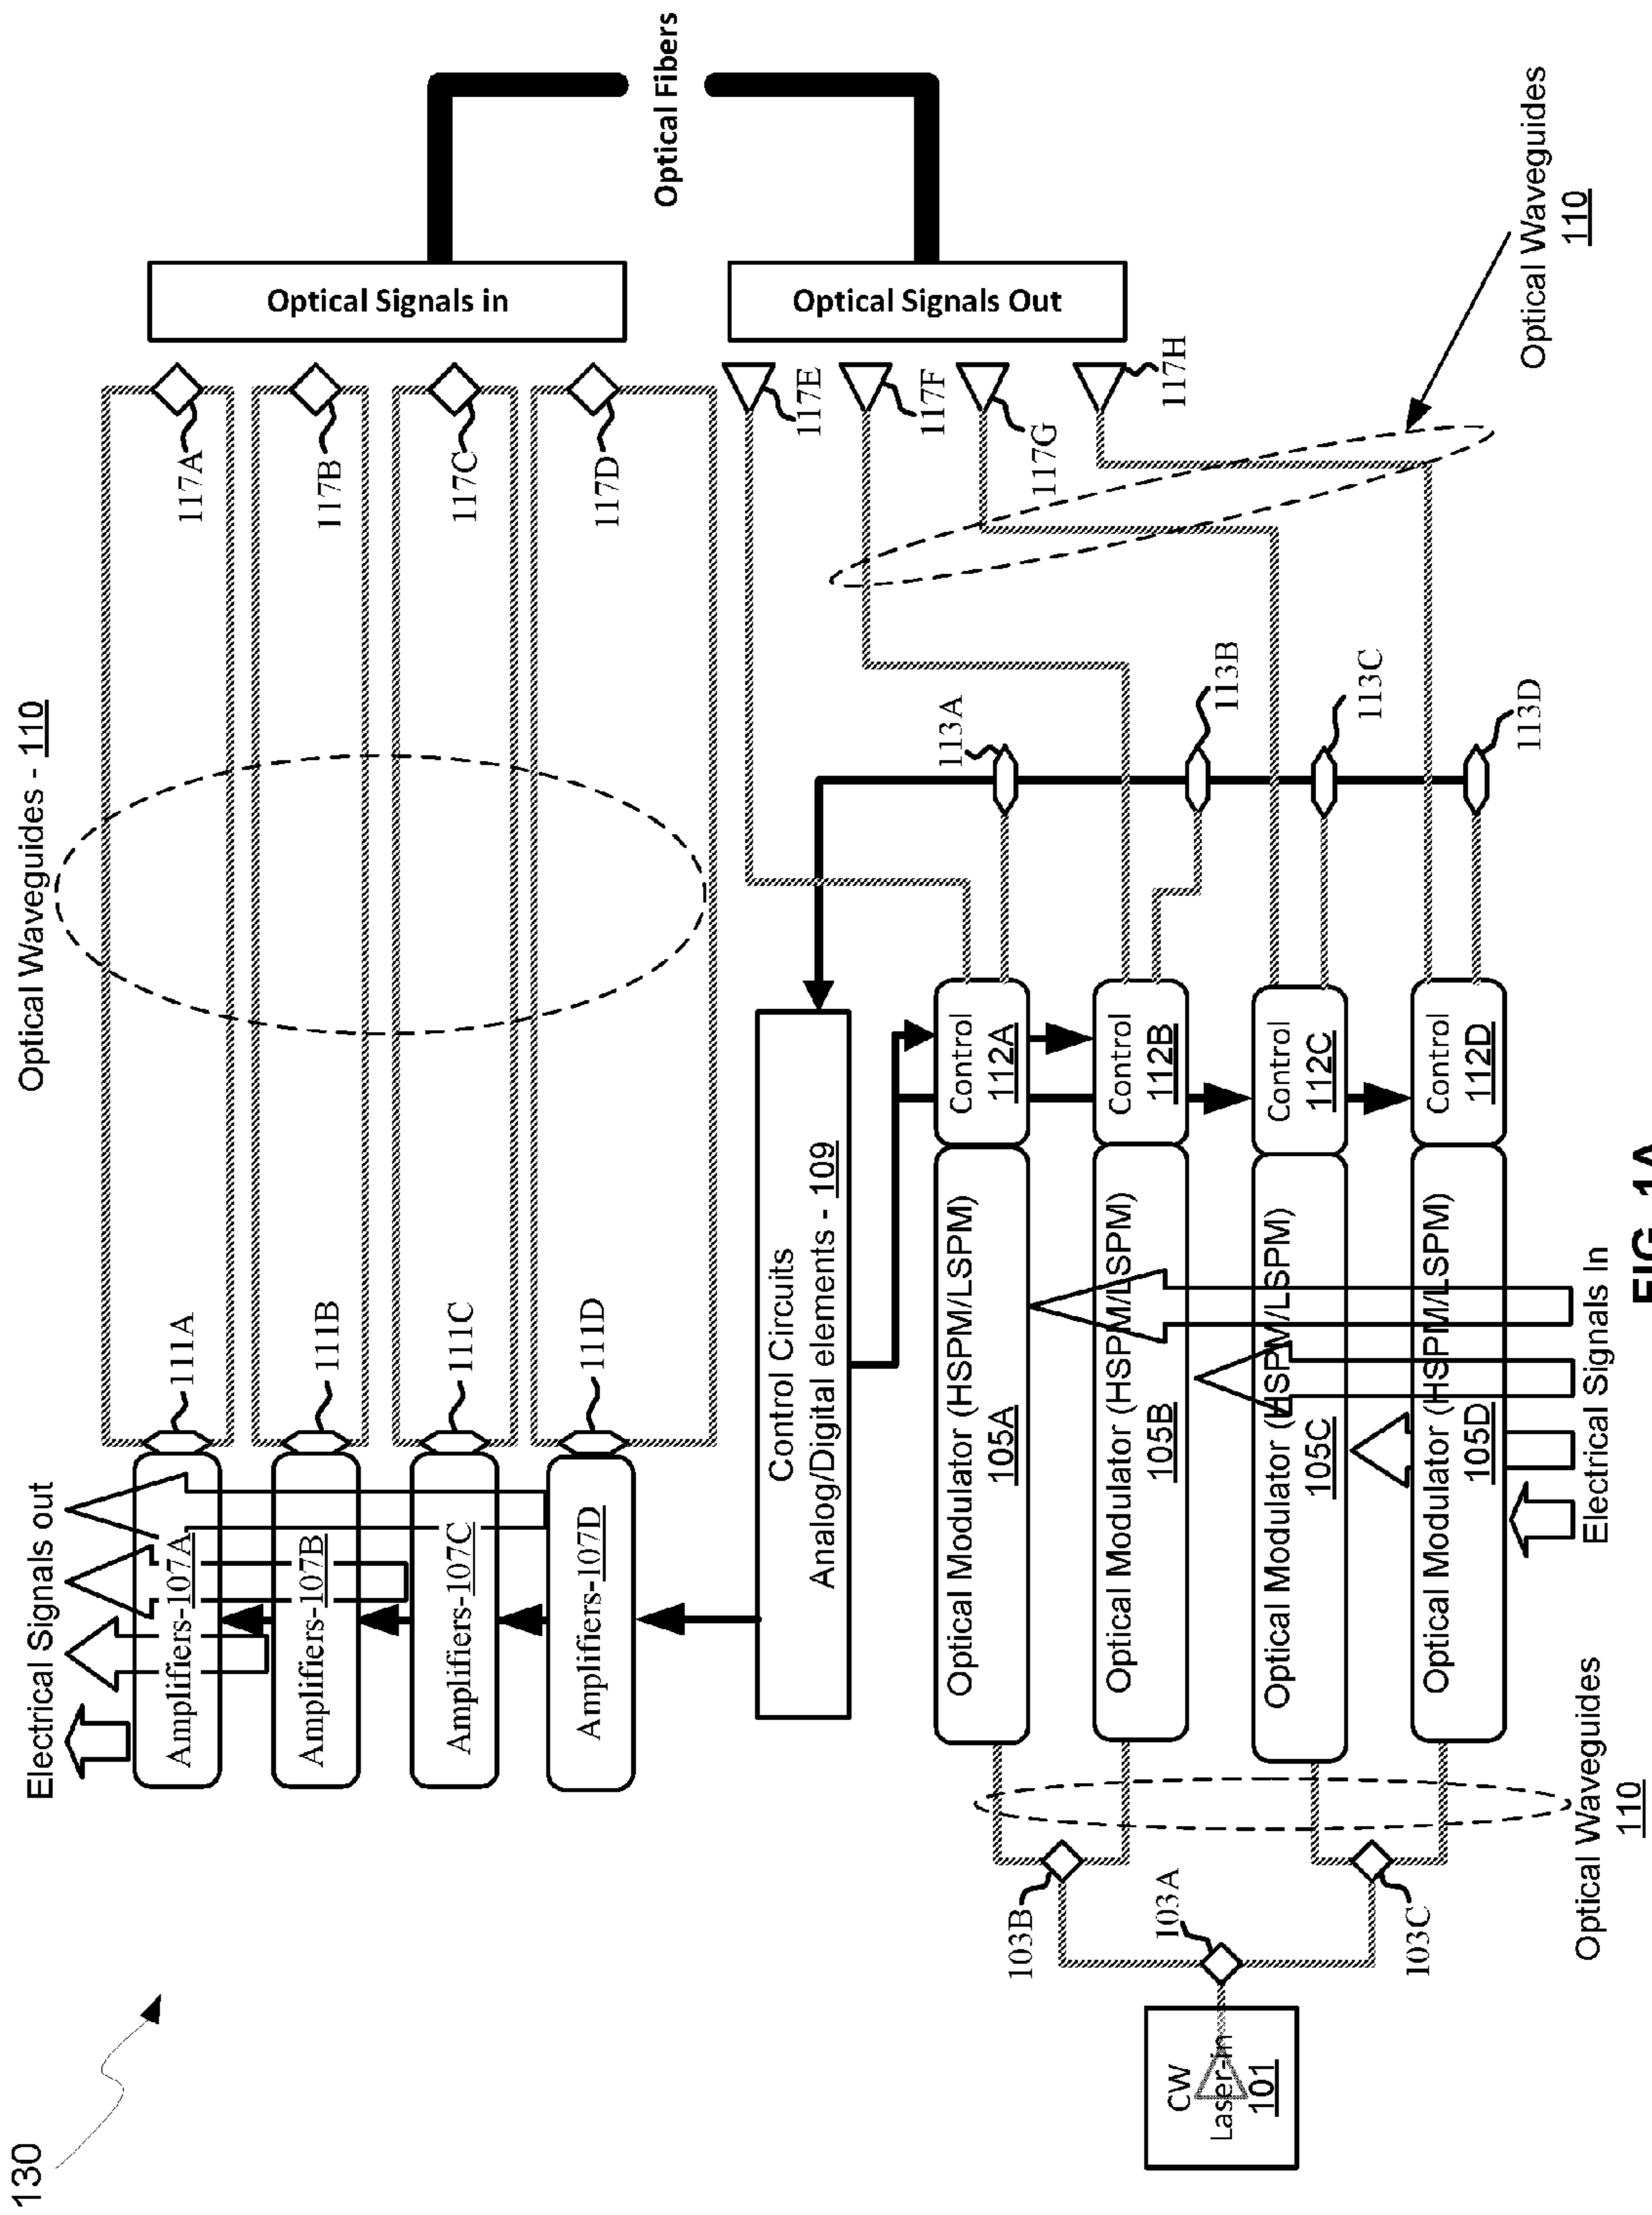 130
Electrical Signals out
Optical Waveguides - 110
Amplifiers-107A
111A
117A
Amplifiers-107B
111B
117B
Amplifiers-107C
111C
117C
Amplifiers-107D
111D
117D
Optical Signals in
Optical Fibers
Optical Signals Out
Control Circuits
Analog/Digital elements - 109
117E
117F
117G
117H
113A
113B
113C
113D
Optical Modulator (HSPM/LSPM)
105A
Control
112A
Optical Modulator (HSPM/LSPM)
105B
Control
112B
Optical Modulator (HSPM/LSPM)
105C
Control
112C
Optical Modulator (HSPM/LSPM)
105D
Control
112D
103B
103A
103C
CW
Laser-in
101
Optical Waveguides
110
Electrical Signals In
Optical Waveguides
110
FIG. 1A